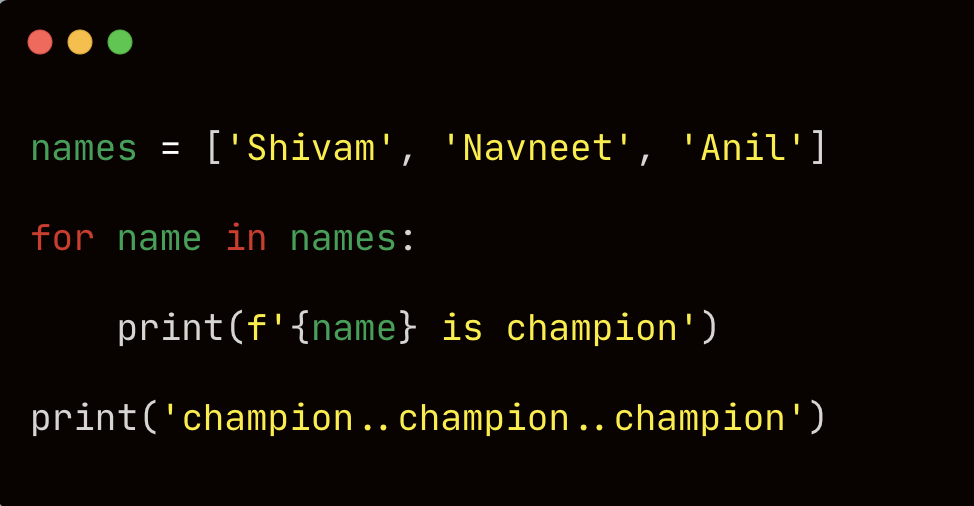 names = ['Shivam', 'Navneet', 'Anil']
for name in names:
    print(f'{name} is champion')
print('champion..champion..champion')